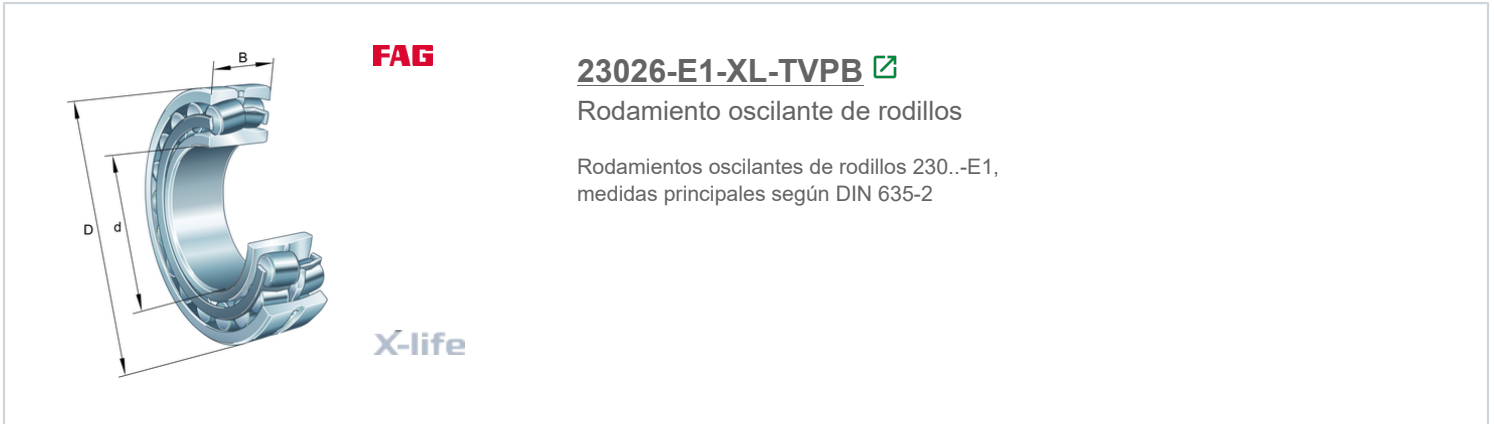 B
FAG
D
d
X-life
23026-E1-XL-TVPB
Rodamiento oscilante de rodillos
Rodamientos oscilantes de rodillos 230..-E1,
medidas principales según DIN 635-2